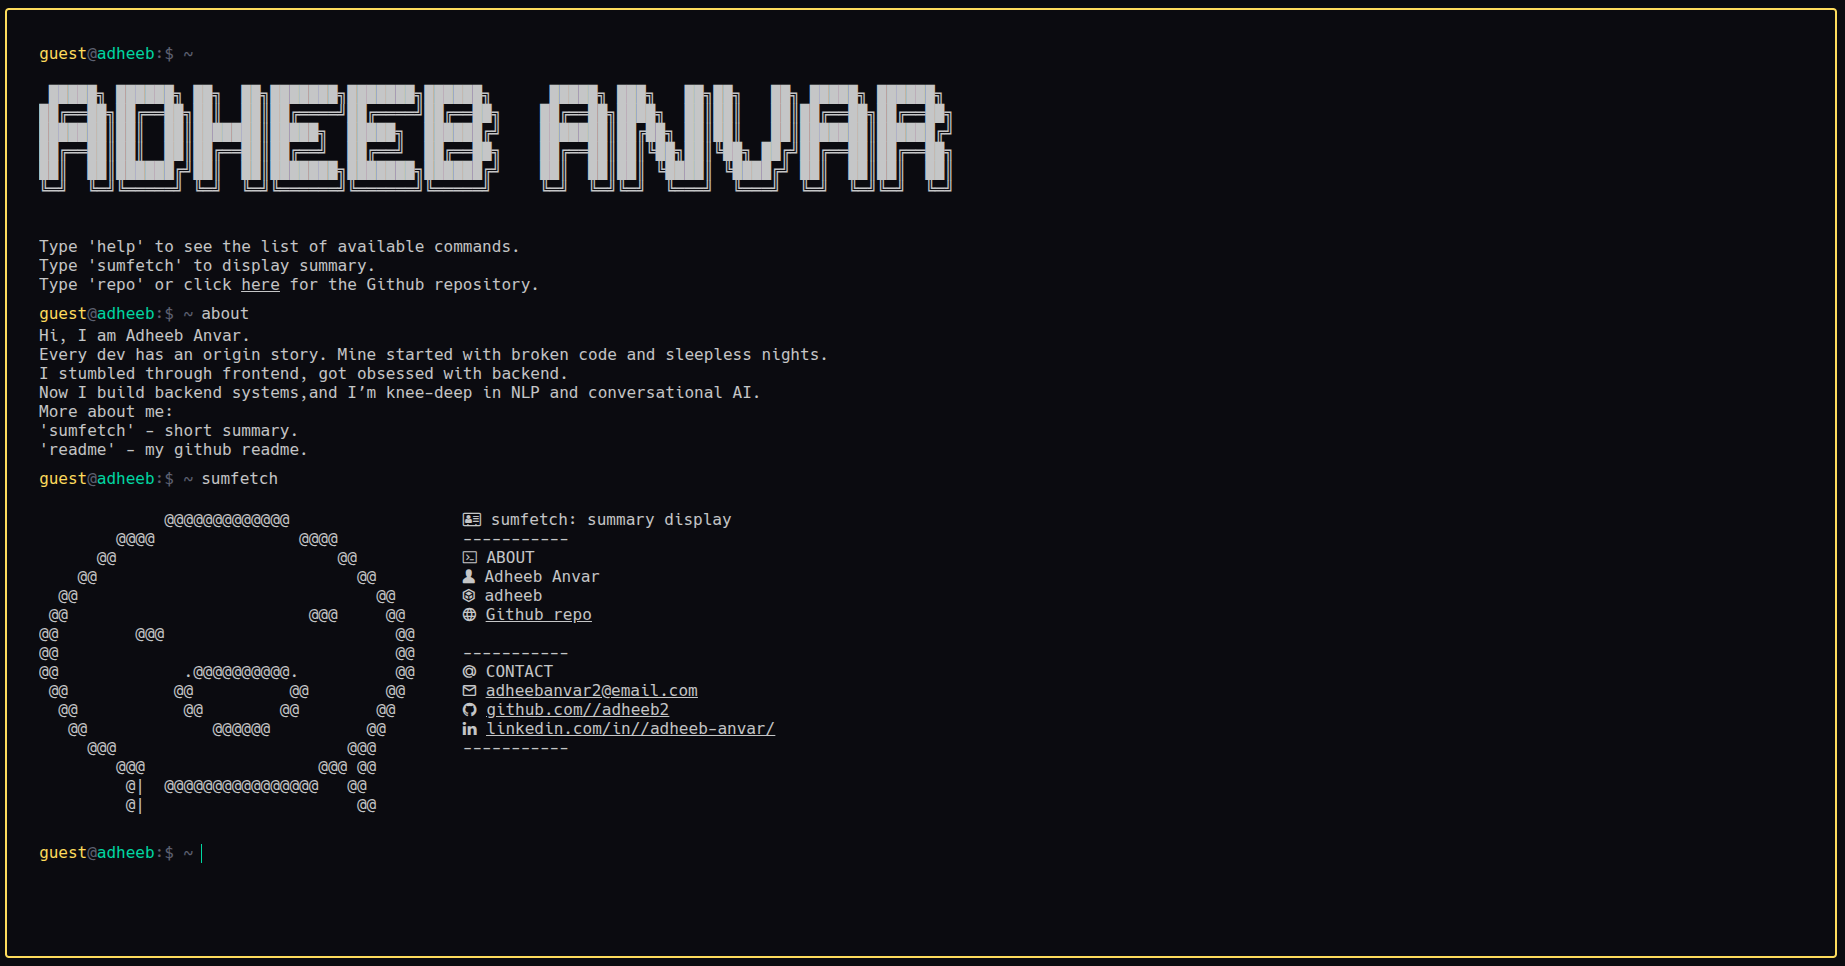 guest@adheeb:$ ~
ADHEEB ANVAR
Type 'help' to see the list of available commands.
Type 'sumfetch' to display summary.
Type 'repo' or click here for the Github repository.
guest@adheeb:$ ~ about
Hi, I am Adheeb Anvar.
Every dev has an origin story. Mine started with broken code and sleepless nights.
I stumbled through frontend, got obsessed with backend.
Now I build backend systems,and I’m knee-deep in NLP and conversational AI.
More about me:
'sumfetch' - short summary.
'readme' - my github readme.
guest@adheeb:$ ~ sumfetch
sumfetch: summary display
-----------
ABOUT
Adheeb Anvar
adheeb
Github repo
-----------
CONTACT
adheebanvar2@email.com
github.com//adheeb2
linkedin.com/in//adheeb-anvar/
-----------
guest@adheeb:$ ~